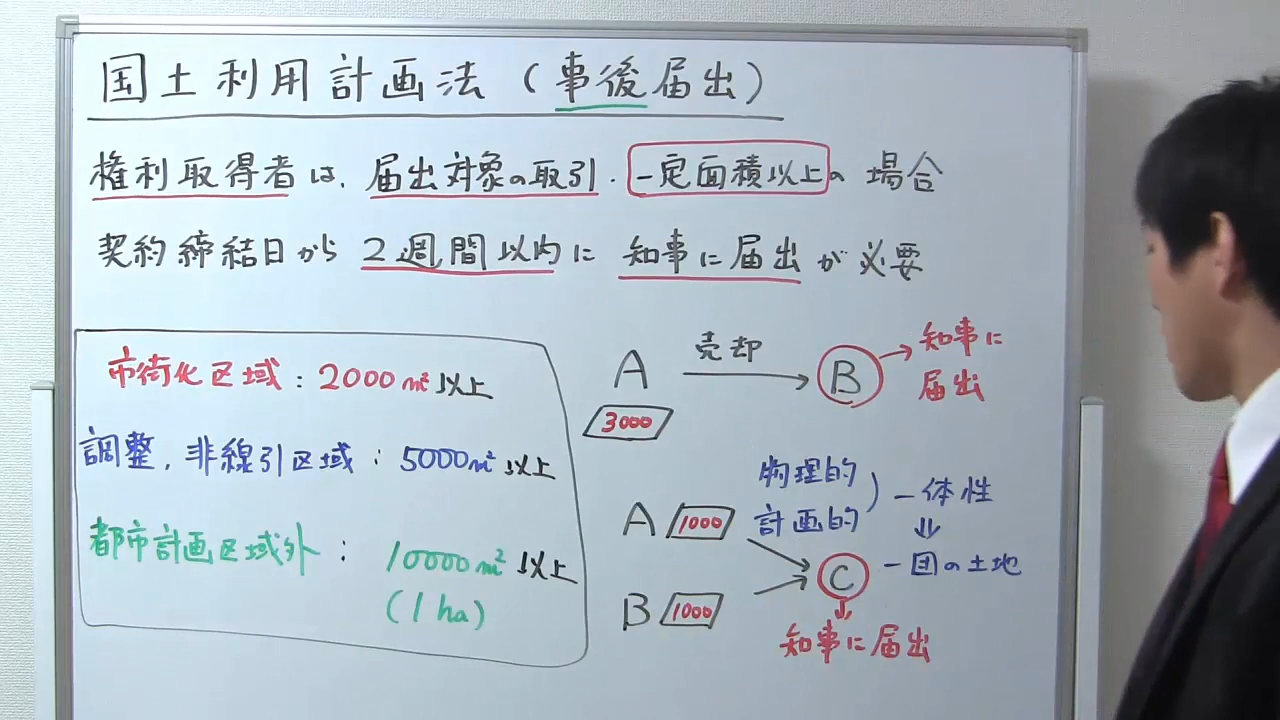 国土利用計画法(事後届出)
権利取得者は、届出対象の取引・一定面積以上の場合
契約締結日から2週間以内に知事に届出が必要
市街化区域:2000㎡以上
調整,非線引区域:5000㎡以上
都市計画区域外:10000㎡以上
(1ha)
A 売却 B 知事に
届出
3000
物理的
計画的
一体性
A 1000
一団の土地
C
B 1000
知事に届出